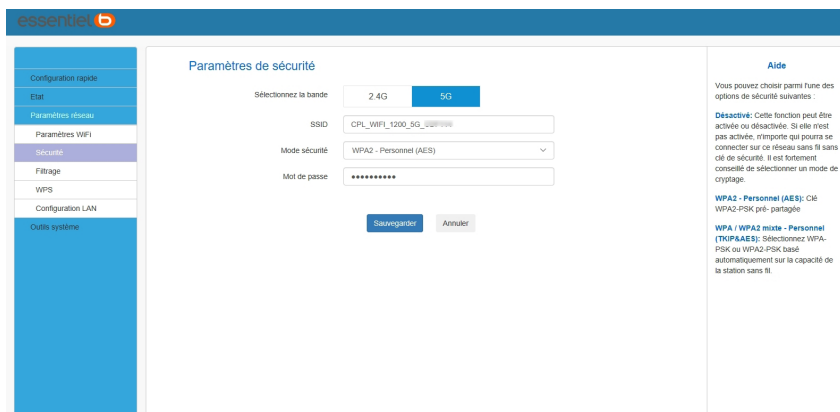 essentiel b
Configuration rapide
Etat
Paramètres réseau
Paramètres WiFi
Sécurité
Filtrage
WPS
Configuration LAN
Outils système
Paramètres de sécurité
Sélectionnez la bande
2.4G
5G
SSID
CPL_WIFI_1200_5G_
Mode sécurité
WPA2 - Personnel (AES)
Mot de passe
••••••••••
Sauvegarder
Annuler
Aide
Vous pouvez choisir parmi l'une des
options de sécurité suivantes :
Désactivé: Cette fonction peut être
activée ou désactivée. Si elle n'est
pas activée, n'importe qui pourra se
connecter sur ce réseau sans fil sans
clé de sécurité. Il est fortement
conseillé de sélectionner un mode de
cryptage.
WPA2 - Personnel (AES): Clé
WPA2-PSK pré- partagée
WPA / WPA2 mixte - Personnel
(TKIP&AES): Sélectionnez WPA-
PSK ou WPA2-PSK basé
automatiquement sur la capacité de
la station sans fil.